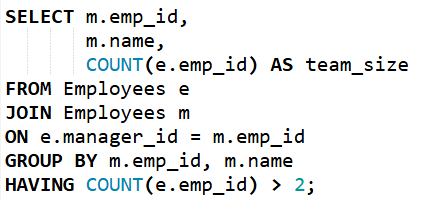 SELECT m.emp_id,
       m.name,
       COUNT(e.emp_id) AS team_size
FROM Employees e
JOIN Employees m
ON e.manager_id = m.emp_id
GROUP BY m.emp_id, m.name
HAVING COUNT(e.emp_id) > 2;